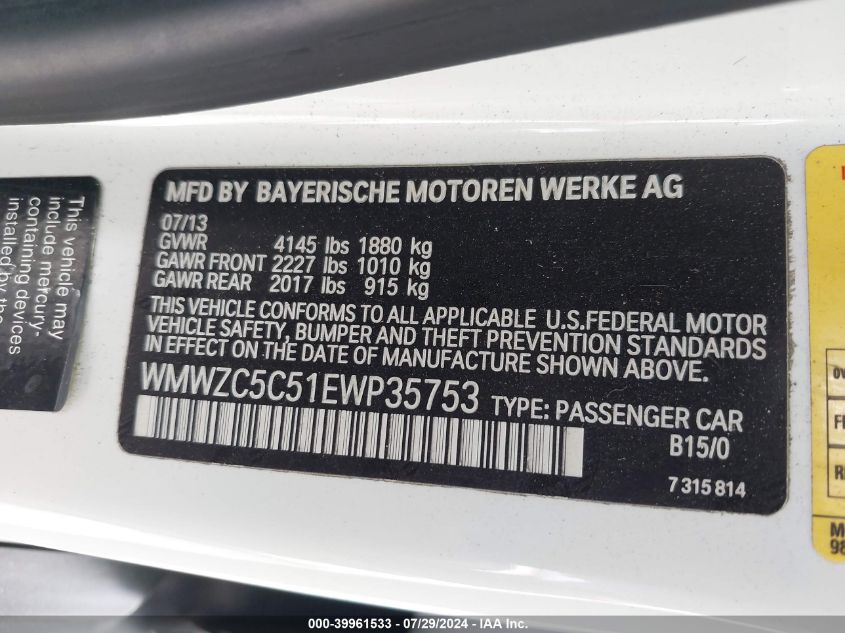 This vehicle may
include mercury-
containing devices
installed by the
MFD BY BAYERISCHE MOTOREN WERKE AG
07/13
GVWR 4145 lbs 1880 kg
GAWR FRONT 2227 lbs 1010 kg
GAWR REAR 2017 lbs 915 kg
THIS VEHICLE CONFORMS TO ALL APPLICABLE U.S.FEDERAL MOTOR
VEHICLE SAFETY, BUMPER AND THEFT PREVENTION STANDARDS
IN EFFECT ON THE DATE OF MANUFACTURE SHOWN ABOVE.
WMWZC5C51EWP35753 TYPE: PASSENGER CAR
B15/0
7 315 814
000-39961533 - 07/29/2024 - IAAI.com